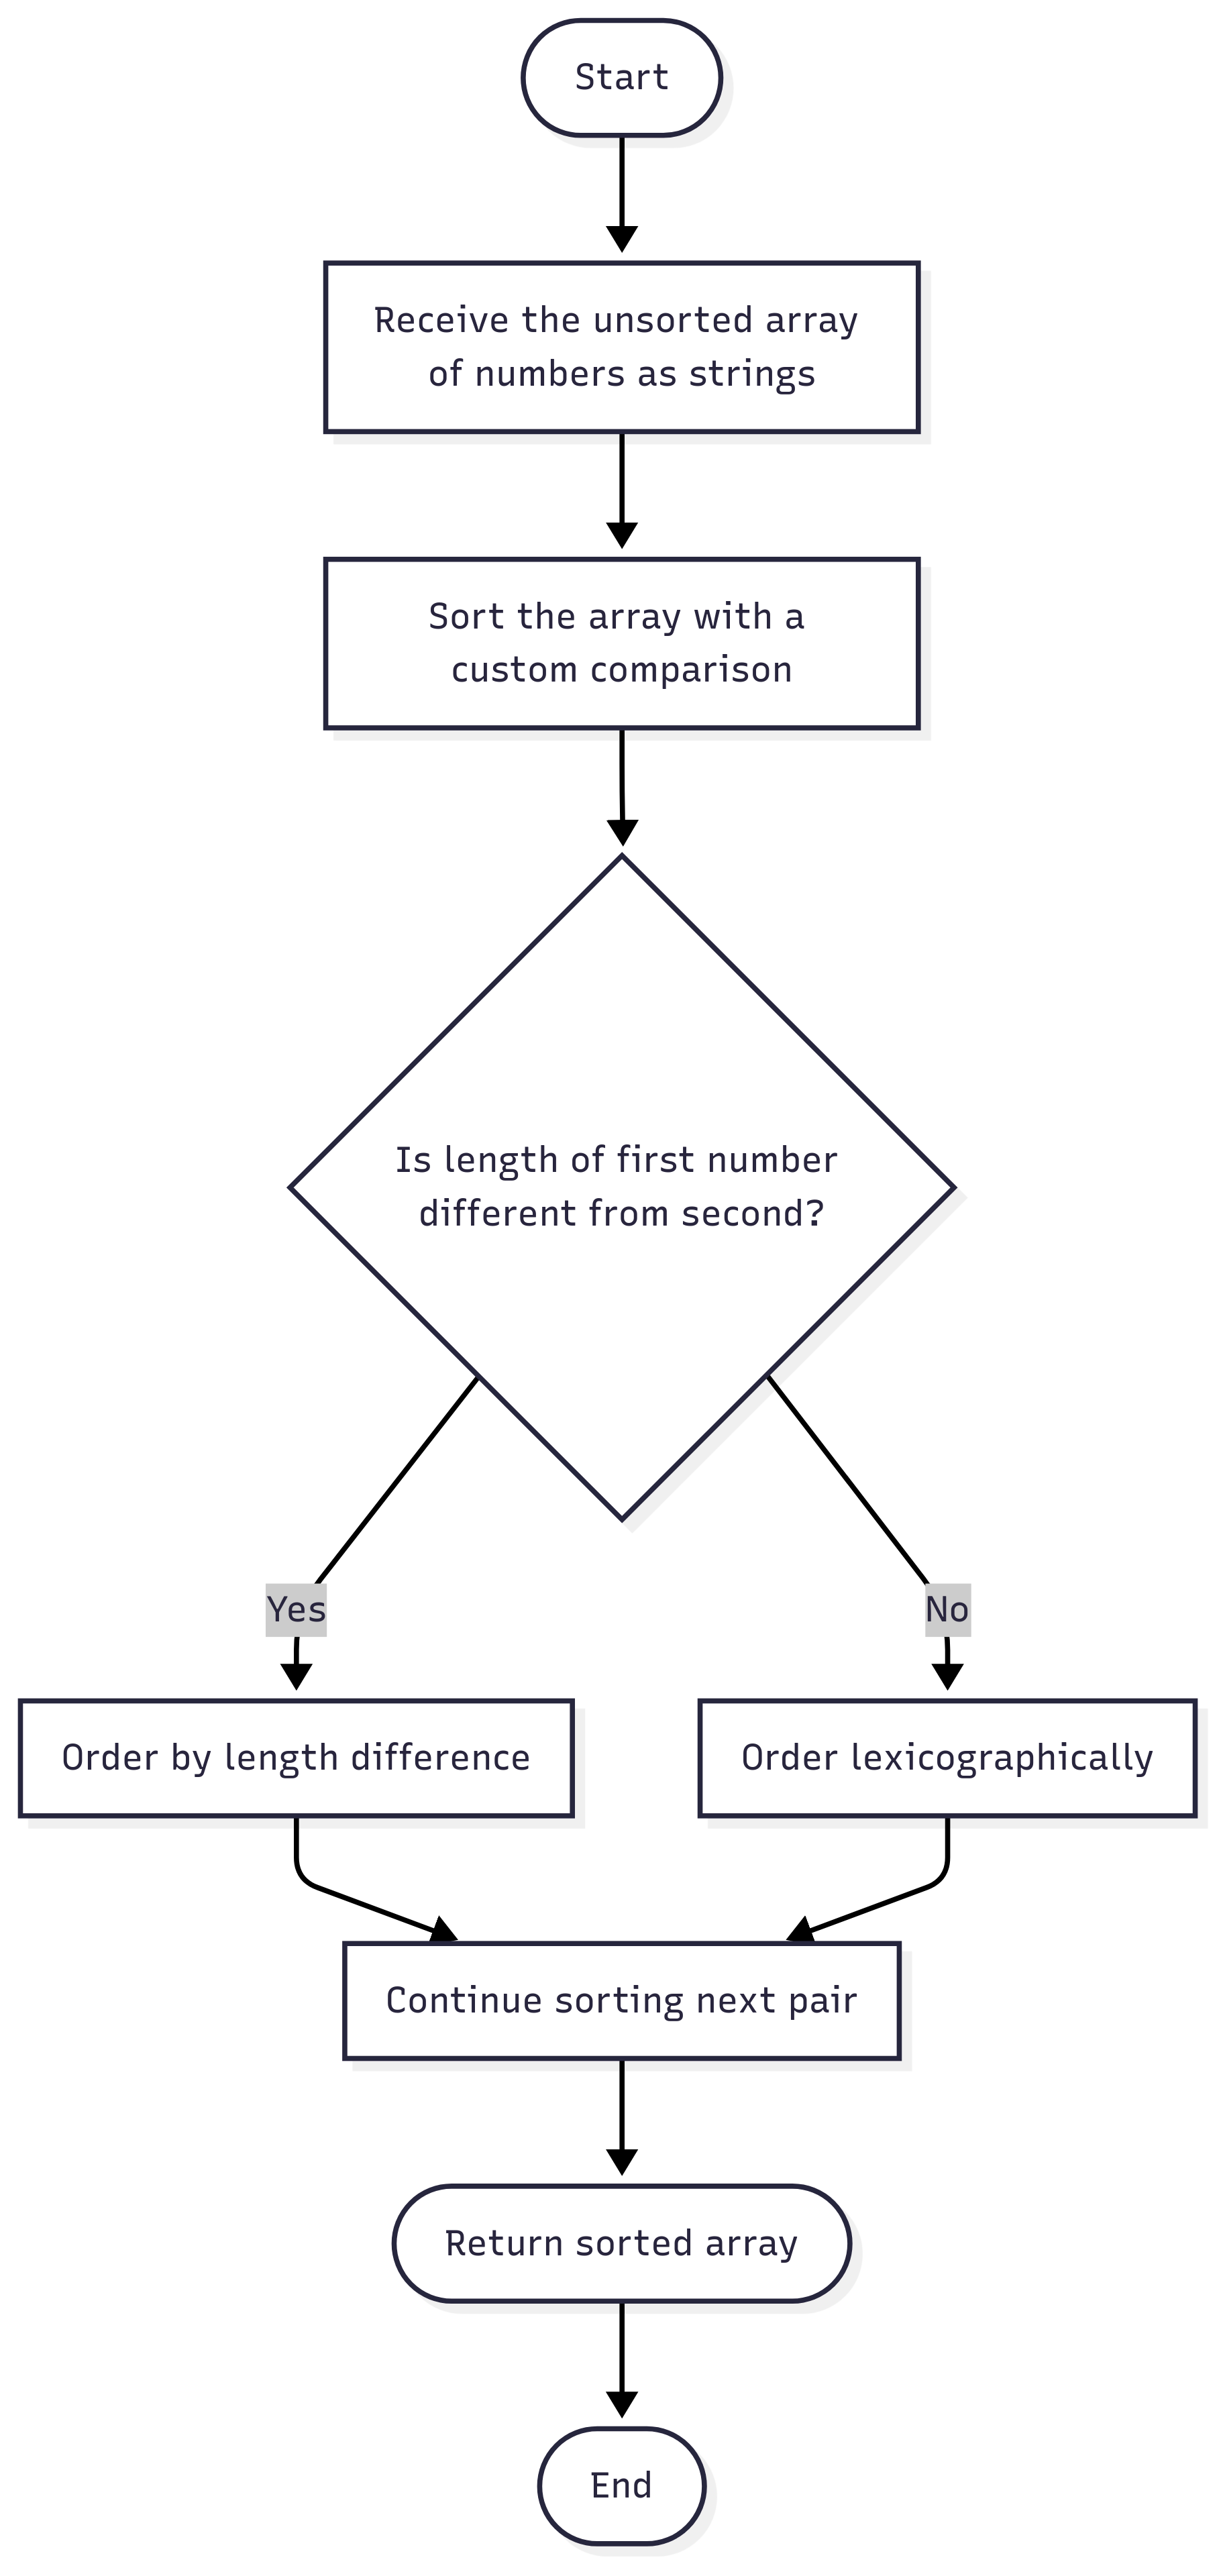 Start
Receive the unsorted array
of numbers as strings
Sort the array with a
custom comparison
Is length of first number
different from second?
Yes
No
Order by length difference
Order lexicographically
Continue sorting next pair
Return sorted array
End